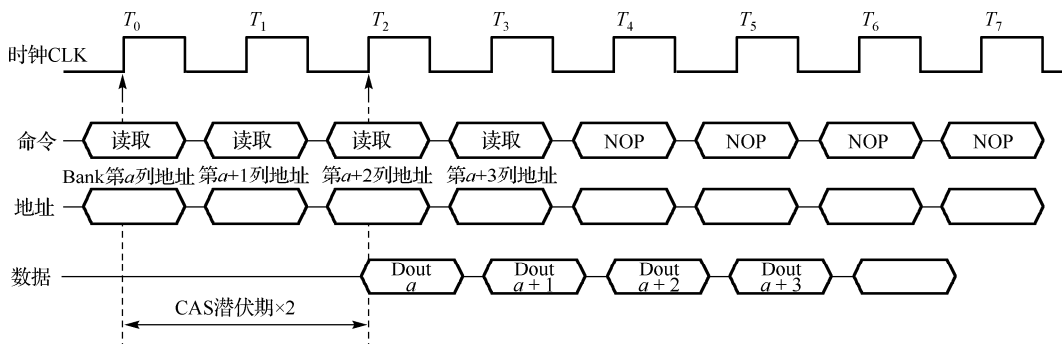 T0 T1 T2 T3 T4 T5 T6 T7
时钟CLK
命令 读取 读取 读取 读取 NOP NOP NOP NOP
Bank第a列地址 第a+1列地址 第a+2列地址 第a+3列地址
地址
数据 Dout a Dout a+1 Dout a+2 Dout a+3
CAS潜伏期×2